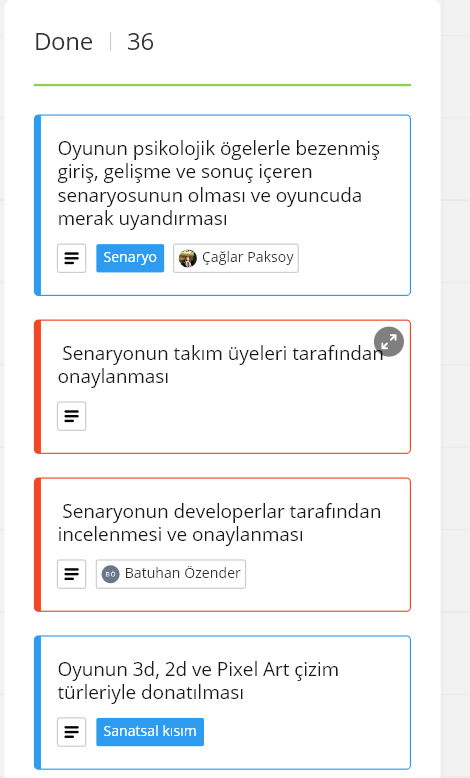 Done | 36
Oyunun psikolojik ögelerle bezenmiş
giriş, gelişme ve sonuç içeren
senaryosunun olması ve oyuncuda
merak uyandırması
Senaryo Çağlar Paksoy
Senaryonun takım üyeleri tarafından
onaylanması
Senaryonun developerlar tarafından
incelenmesi ve onaylanması
BÖ Batuhan Özender
Oyunun 3d, 2d ve Pixel Art çizim
türleriyle donatılması
Sanatsal kısım